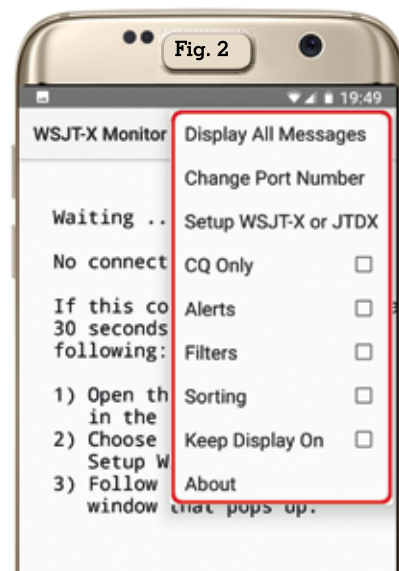 Fig. 2
19:49
WSJT-X Monitor
Display All Messages
Change Port Number
Setup WSJT-X or JTDX
CQ Only
Alerts
Filters
Sorting
Keep Display On
About
Waiting ..
No connect
If this co
30 seconds
following:
1) Open th
in the
2) Choose
Setup W
3) Follow
window that pops up.